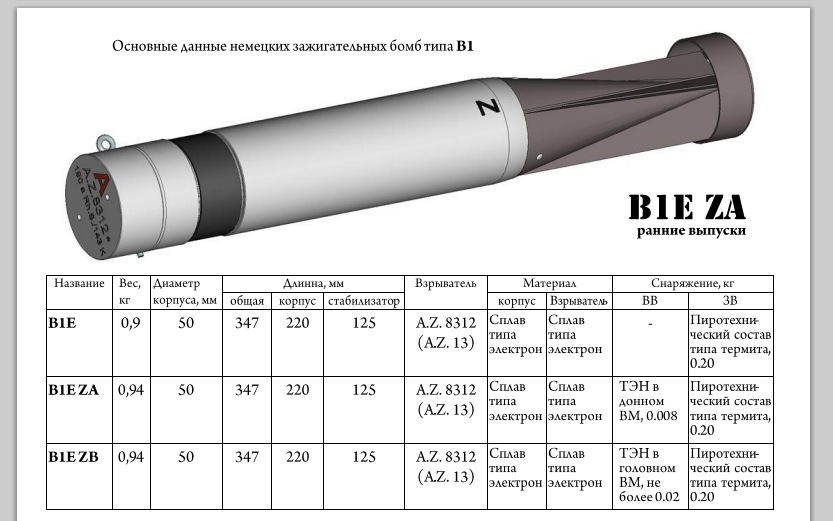 Основные данные немецких зажигательных бомб типа B1
Z
A
A.Z.8312*
B1E ZA
ранние выпуски
Название Вес, кг Диаметр корпуса, мм Длинна, мм Взрыватель Материал Снаряжение, кг
общая корпус стабилизатор корпус Взрыватель ВВ ЗВ
B1E 0,9 50 347 220 125 A.Z. 8312 (A.Z. 13) Сплав типа электрон Сплав типа электрон - Пиротехни-ческий состав типа термита, 0.20
B1E ZA 0,94 50 347 220 125 A.Z. 8312 (A.Z. 13) Сплав типа электрон Сплав типа электрон ТЭН в донном ВМ, 0.008 Пиротехни-ческий состав типа термита, 0.20
B1E ZB 0,94 50 347 220 125 A.Z. 8312 (A.Z. 13) Сплав типа электрон Сплав типа электрон ТЭН в головном ВМ, не более 0.02 Пиротехни-ческий состав типа термита, 0.20